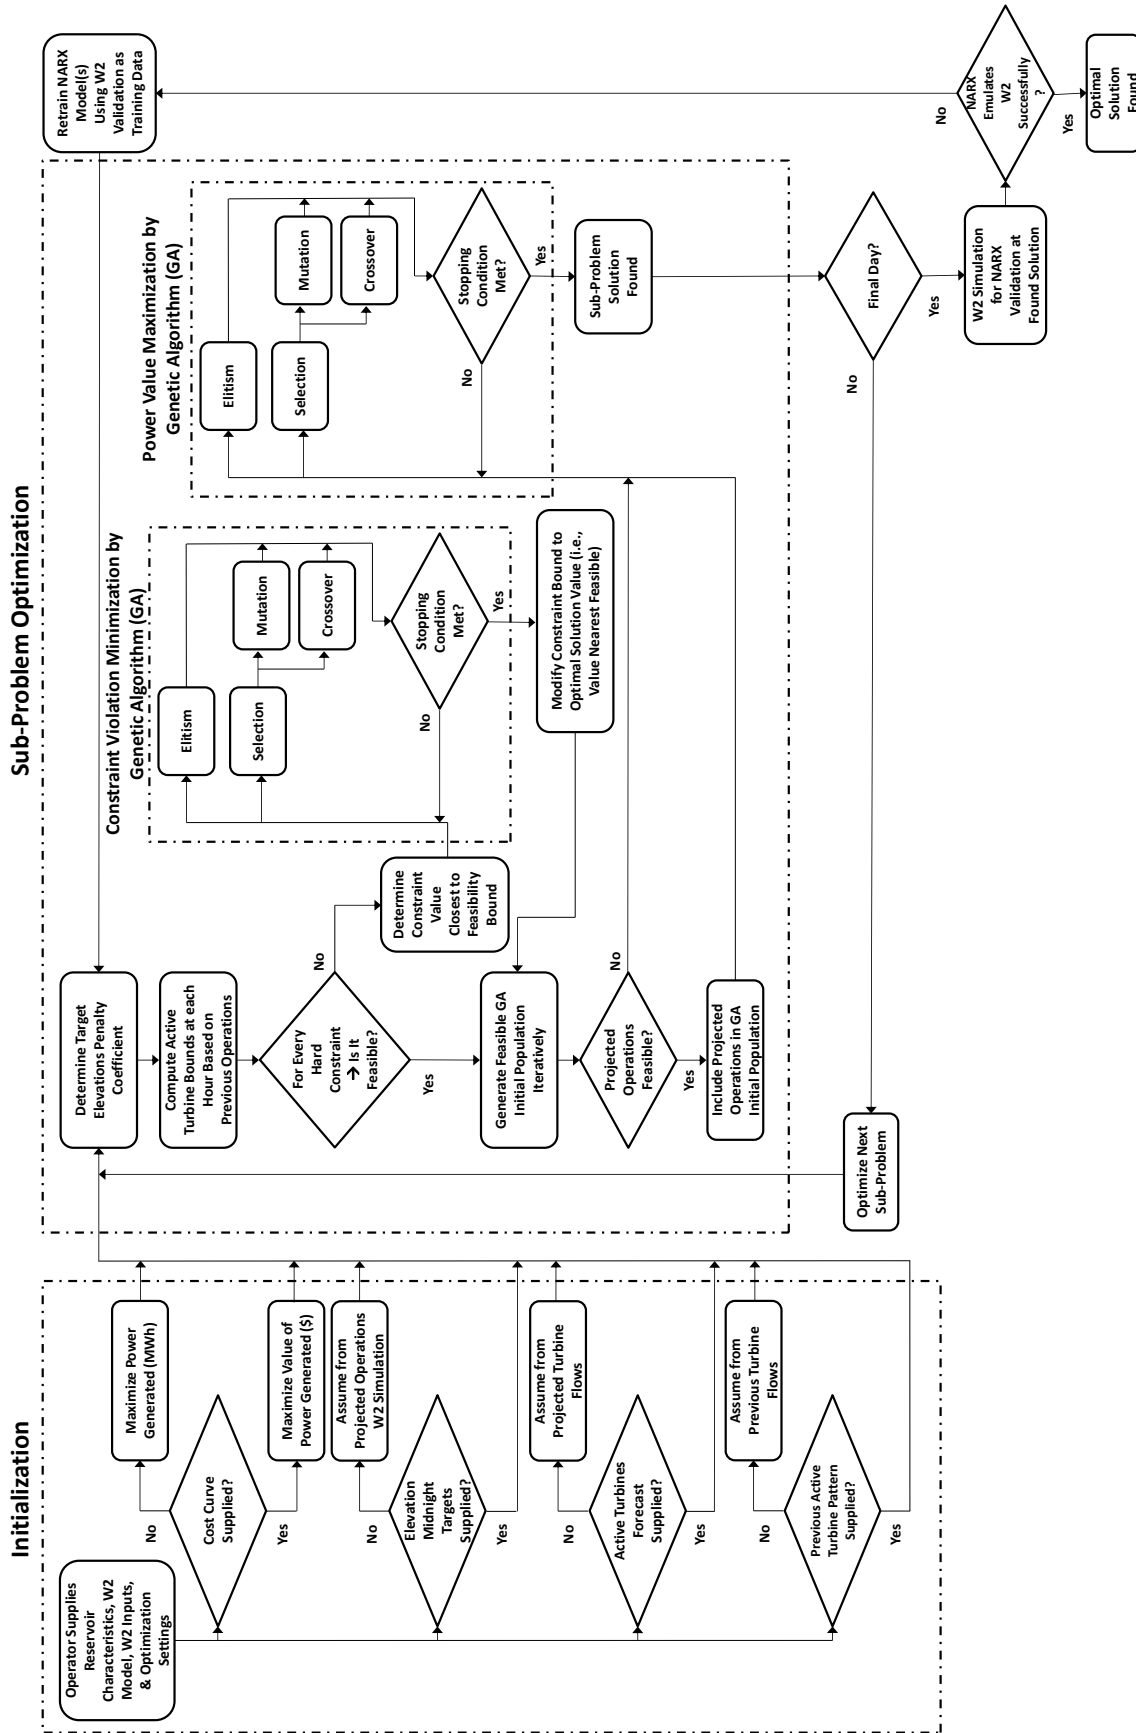 Initialization
Operator Supplies
Reservoir
Characteristics, W2
Model, W2 Inputs,
& Optimization
Settings
Cost Curve
Supplied?
No
Yes
Maximize Power
Generated (MWh)
Maximize Value of
Power Generated ($)
Elevation
Midnight
Targets
Supplied?
No
Yes
Assume from
Projected Operations
W2 Simulation
Active Turbines
Forecast
Supplied?
No
Yes
Assume from
Projected Turbine
Flows
Previous Active
Turbine Pattern
Supplied?
No
Yes
Assume from
Previous Turbine
Flows
Sub-Problem Optimization
Determine Target
Elevations Penalty
Coefficient
Compute Active
Turbine Bounds at each
Hour Based on
Previous Operations
For Every
Hard
Constraint
➔ Is It
Feasible?
No
Yes
Determine
Constraint
Value
Closest to
Feasibility
Bound
Generate Feasible GA
Initial Population
Iteratively
Projected
Operations
Feasible?
No
Yes
Include Projected
Operations in GA
Initial Population
Optimize Next
Sub-Problem
Constraint Violation Minimization by
Genetic Algorithm (GA)
Elitism
Selection
Mutation
Crossover
Stopping
Condition
Met?
No
Yes
Modify Constraint Bound to
Optimal Solution Value (i.e.,
Value Nearest Feasible)
Power Value Maximization by
Genetic Algorithm (GA)
Elitism
Selection
Mutation
Crossover
Stopping
Condition
Met?
No
Yes
Sub-Problem
Solution
Found
Final Day?
No
Yes
W2 Simulation
for NARX
Validation at
Found Solution
NARX
Emulates
W2
Successfully
?
No
Yes
Retrain NARX
Model(s)
Using W2
Validation as
Training Data
Optimal
Solution
Found